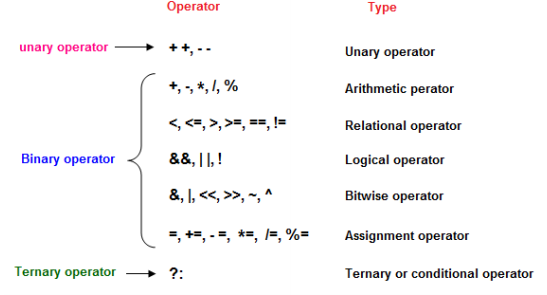 Operator Type
unary operator ++, -- Unary operator
+, -, *, /, % Arithmetic perator
<, <=, >, >=, ==, != Relational operator
Binary operator &&, ||, ! Logical operator
&, |, <<, >>, ~, ^ Bitwise operator
=, +=, -=, *=, /=, %= Assignment operator
Ternary operator ?: Ternary or conditional operator